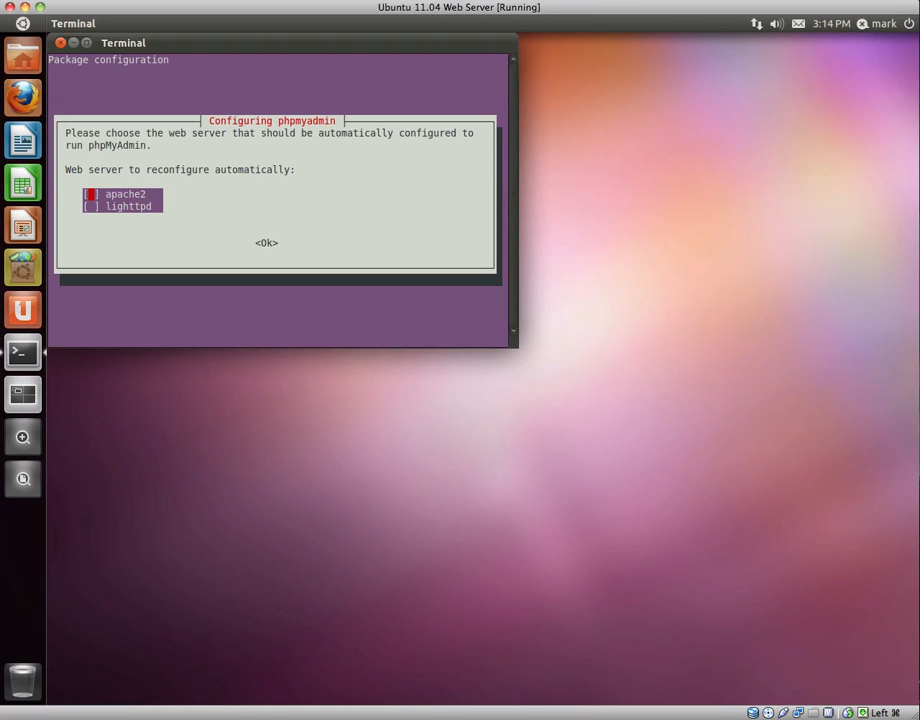 Ubuntu 11.04 Web Server [Running]
Terminal
3:14 PM
mark
Terminal
Package configuration
Configuring phpmyadmin
Please choose the web server that should be automatically configured to
run phpMyAdmin.
Web server to reconfigure automatically:
[ ] apache2
[ ] lighttpd
<Ok>
Left ⌘